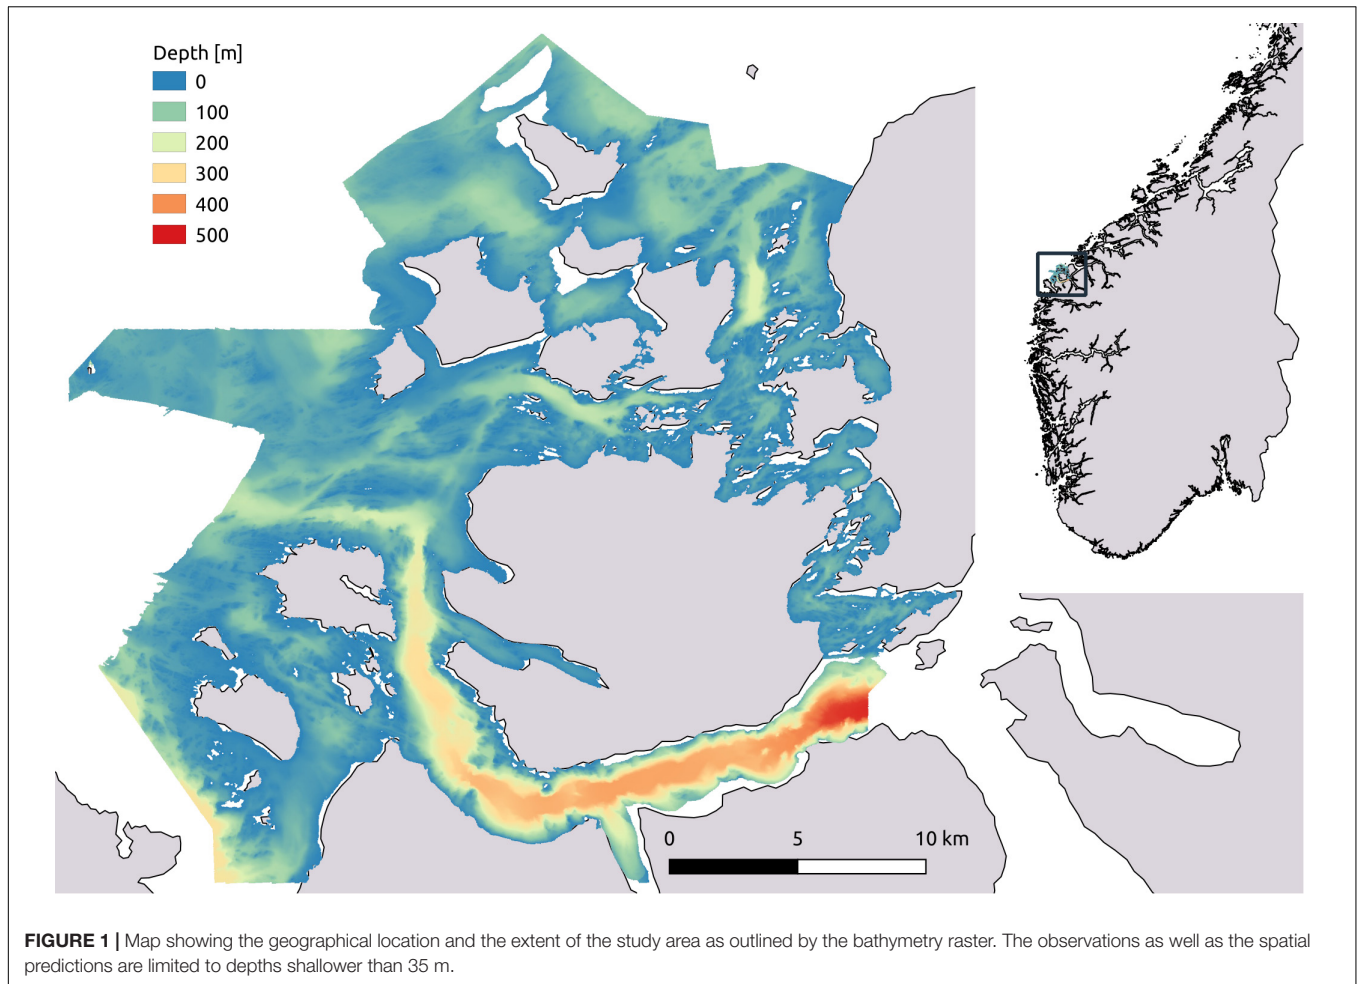 Depth [m]
0
100
200
300
400
500
0 5 10 km
FIGURE 1 | Map showing the geographical location and the extent of the study area as outlined by the bathymetry raster. The observations as well as the spatial
predictions are limited to depths shallower than 35 m.